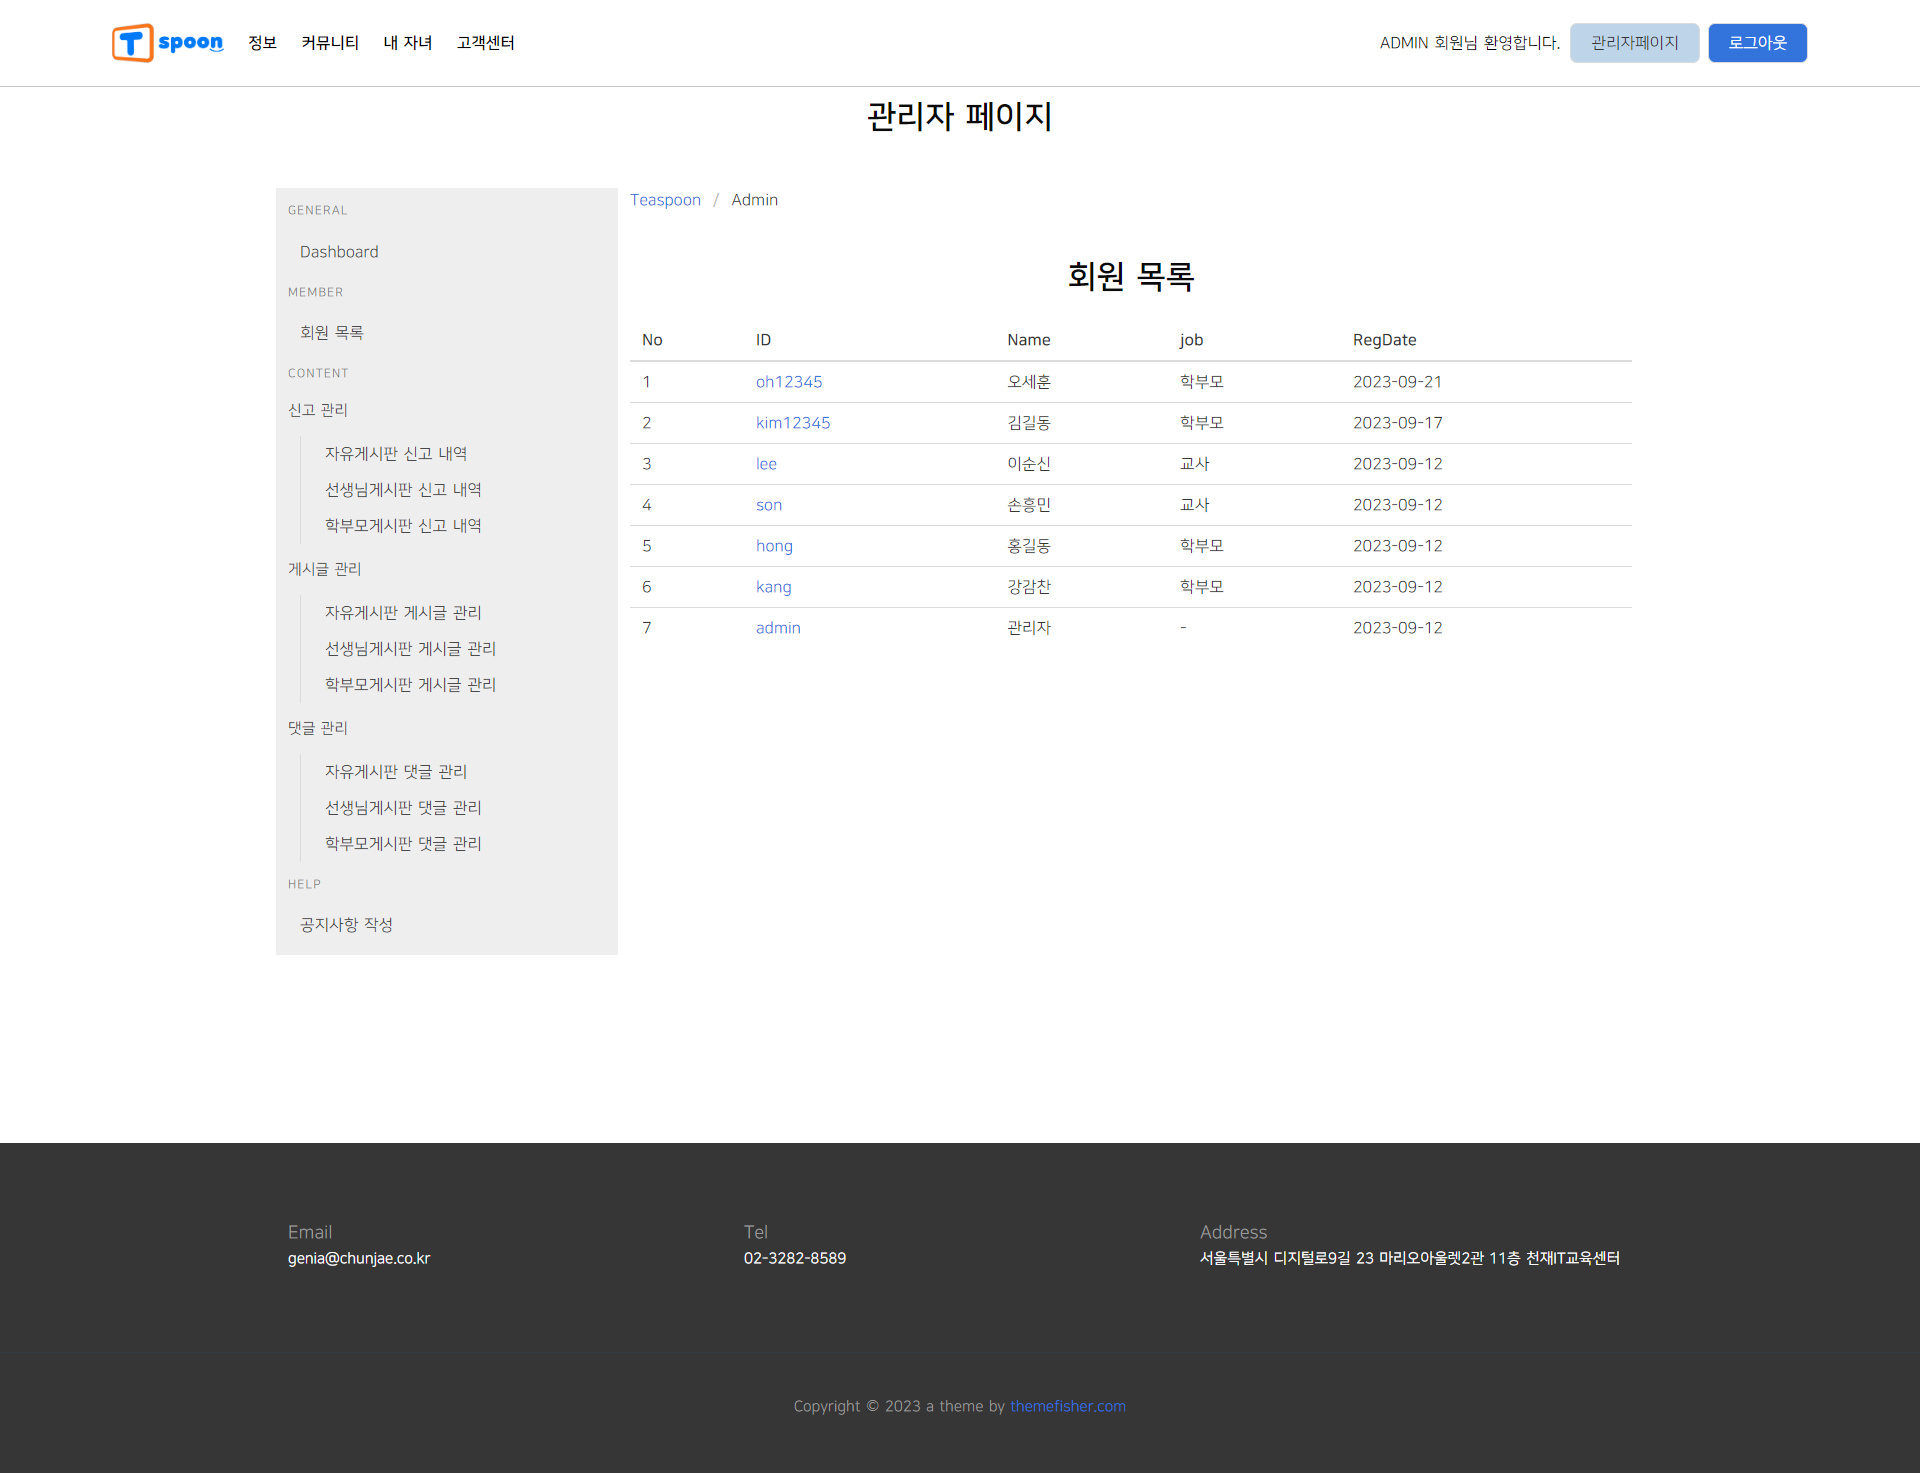 T spoon 정보 커뮤니티 내 자녀 고객센터 ADMIN 회원님 환영합니다. 관리자페이지 로그아웃
관리자 페이지
GENERAL
Dashboard
MEMBER
회원 목록
CONTENT
신고 관리
자유게시판 신고 내역
선생님게시판 신고 내역
학부모게시판 신고 내역
게시글 관리
자유게시판 게시글 관리
선생님게시판 게시글 관리
학부모게시판 게시글 관리
댓글 관리
자유게시판 댓글 관리
선생님게시판 댓글 관리
학부모게시판 댓글 관리
HELP
공지사항 작성
Teaspoon / Admin
회원 목록
No ID Name job RegDate
1 oh12345 오세훈 학부모 2023-09-21
2 kim12345 김길동 학부모 2023-09-17
3 lee 이순신 교사 2023-09-12
4 son 손흥민 교사 2023-09-12
5 hong 홍길동 학부모 2023-09-12
6 kang 강감찬 학부모 2023-09-12
7 admin 관리자 - 2023-09-12
Email
genia@chunjae.co.kr
Tel
02-3282-8589
Address
서울특별시 디지털로9길 23 마리오아울렛2관 11층 천재IT교육센터
Copyright © 2023 a theme by themefisher.com